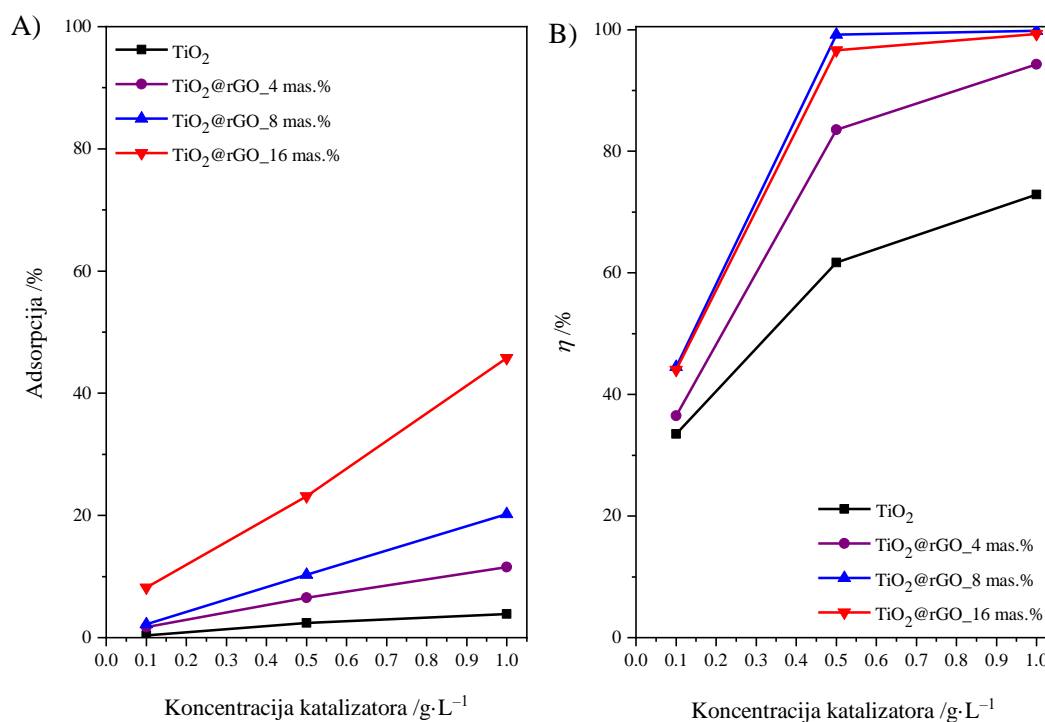 A)
Adsorpcija /%
100
80
60
40
20
0
TiO2
TiO2@rGO_4 mas.%
TiO2@rGO_8 mas.%
TiO2@rGO_16 mas.%
0.0 0.1 0.2 0.3 0.4 0.5 0.6 0.7 0.8 0.9 1.0
Koncentracija katalizatora /g·L⁻¹
B)
η /%
100
80
60
40
20
0
TiO2
TiO2@rGO_4 mas.%
TiO2@rGO_8 mas.%
TiO2@rGO_16 mas.%
0.0 0.1 0.2 0.3 0.4 0.5 0.6 0.7 0.8 0.9 1.0
Koncentracija katalizatora /g·L⁻¹